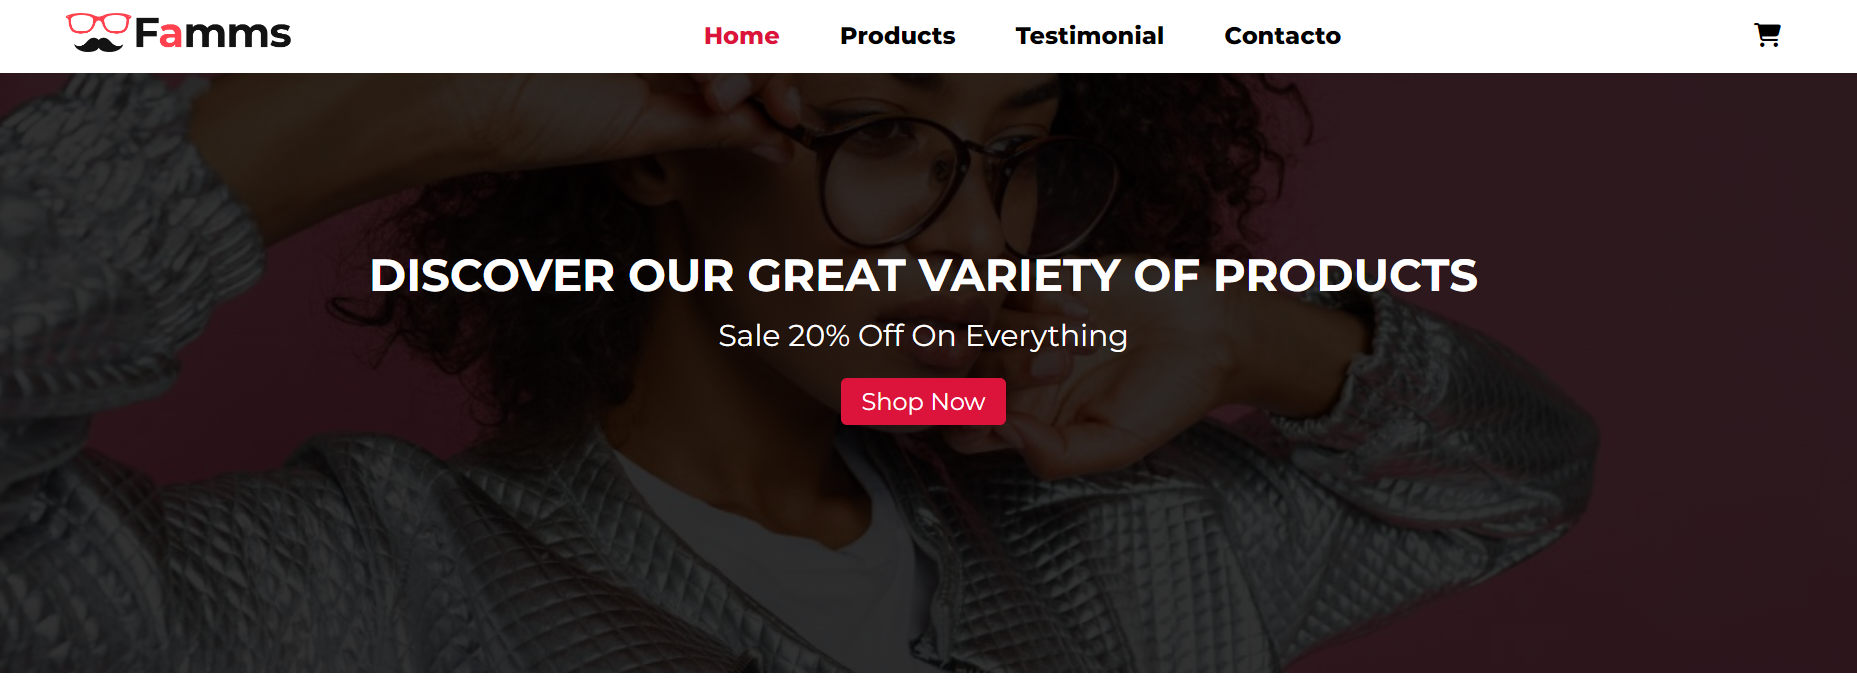 Famms
Home Products Testimonial Contacto
DISCOVER OUR GREAT VARIETY OF PRODUCTS
Sale 20% Off On Everything
Shop Now